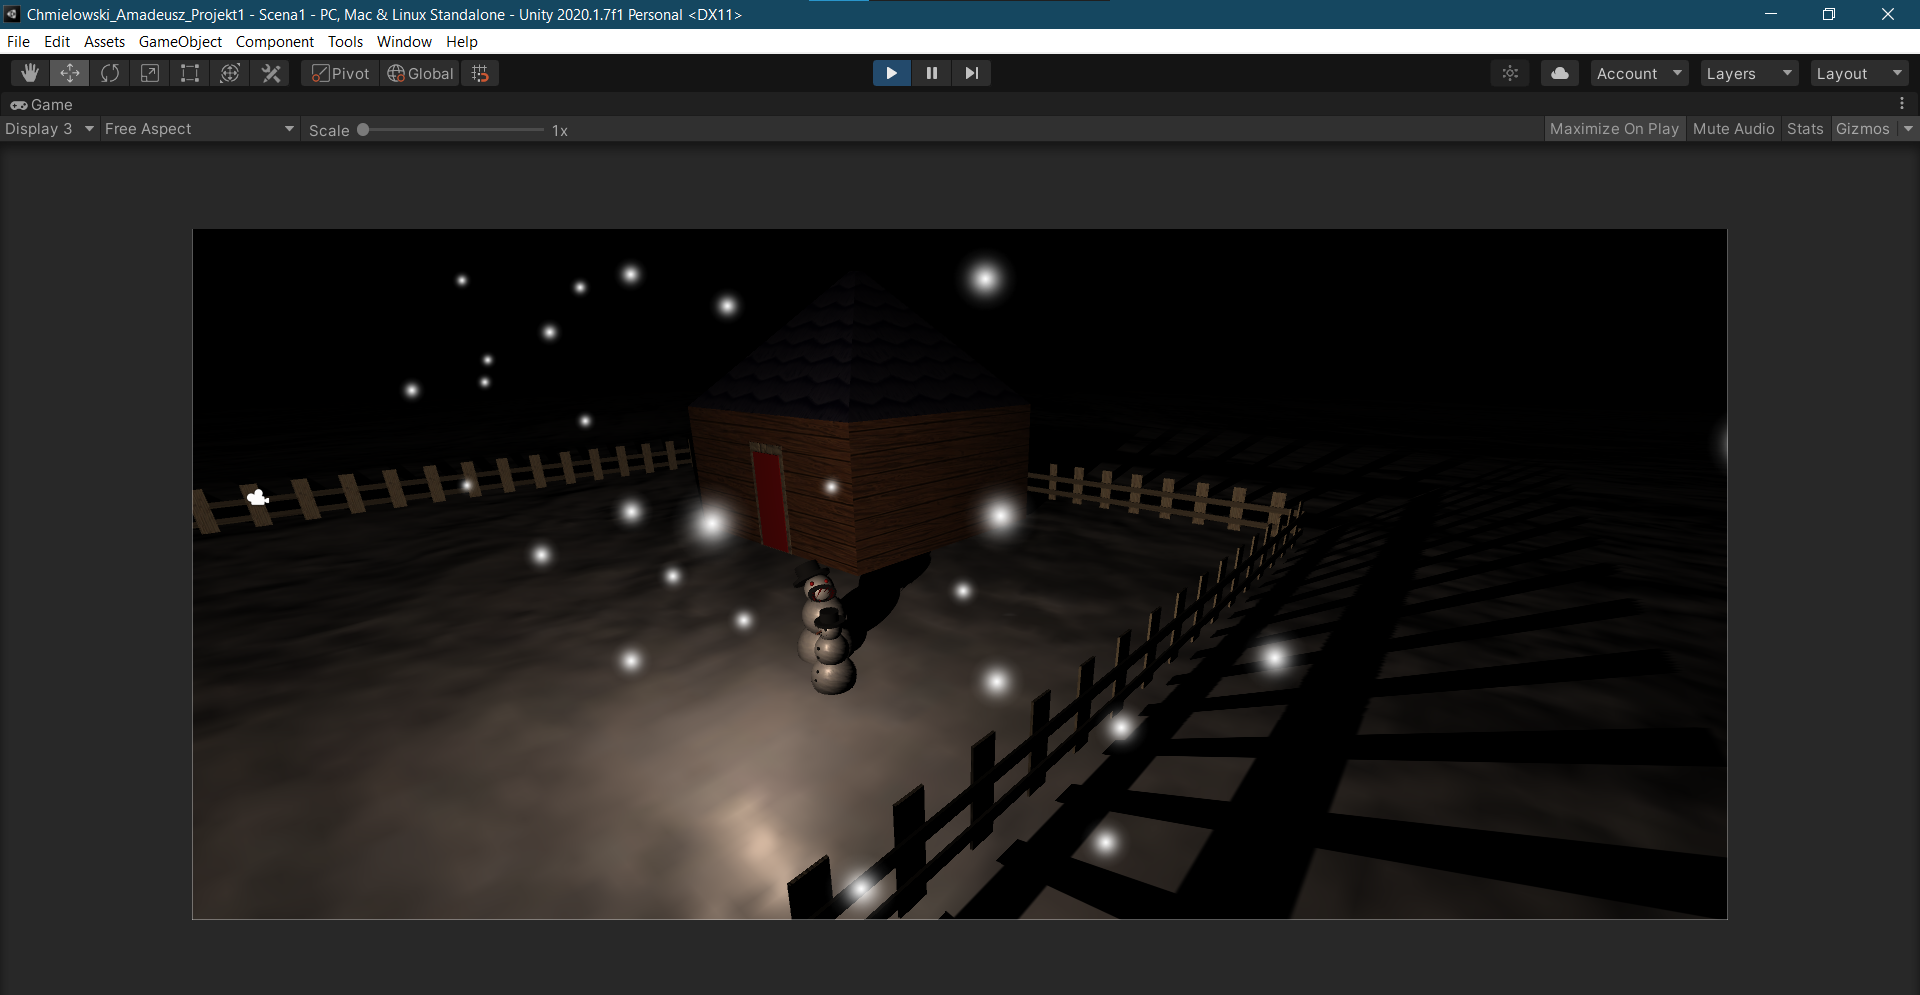 Chmielowski_Amadeusz_Projekt1 - Scena1 - PC, Mac & Linux Standalone - Unity 2020.1.7f1 Personal <DX11>
File Edit Assets GameObject Component Tools Window Help
Pivot Global Account Layers Layout
Game
Display 3 Free Aspect Scale 1x Maximize On Play Mute Audio Stats Gizmos